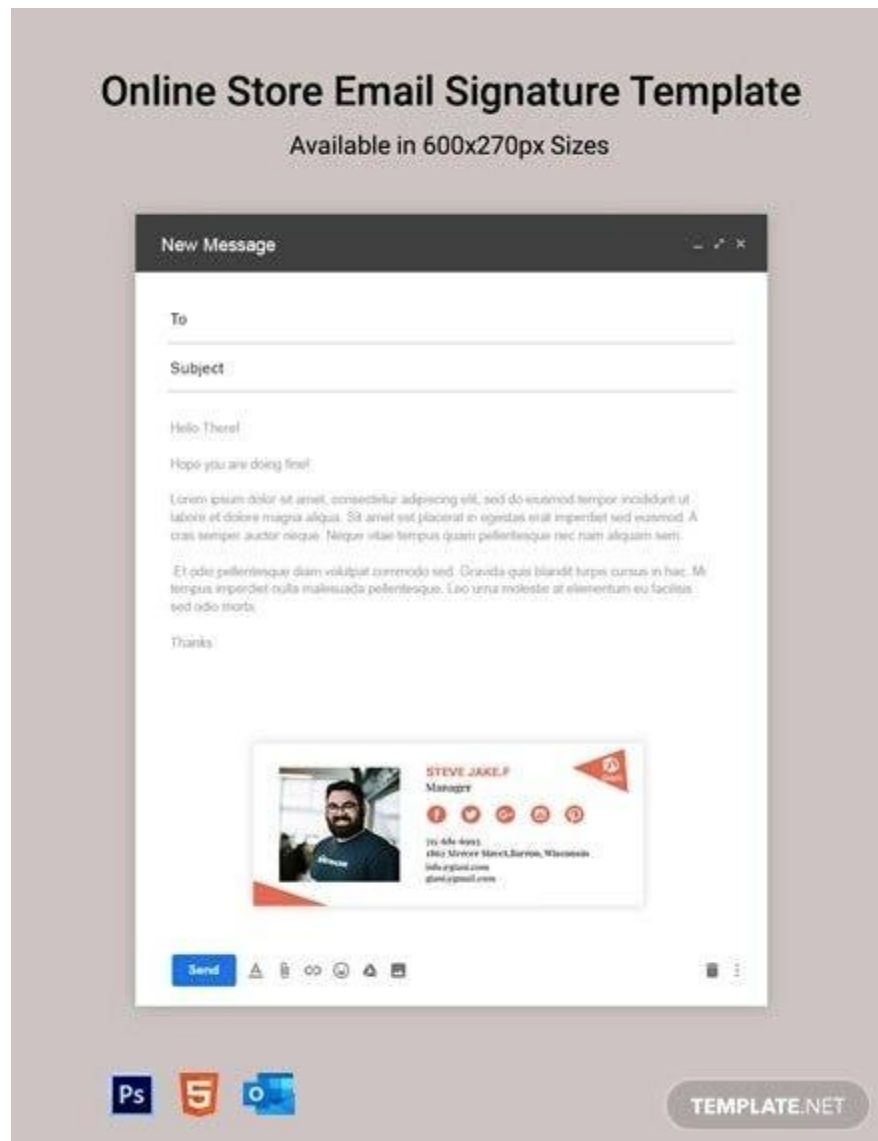 Online Store Email Signature Template
Available in 600x270px Sizes
New Message
To
Subject
Hello There!
Hope you are doing fine!
Lorem ipsum dolor sit amet, consectetur adipiscing elit, sed do eiusmod tempor incididunt ut
labore et dolore magna aliqua. Sit amet est placerat in egestas erat imperdiet sed euismod. A
cras semper auctor neque. Neque vitae tempus quam pellentesque nec nam aliquam sem.
Et odio pellentesque diam volutpat commodo sed. Gravida quis blandit turpis cursus in hac. Mi
tempus imperdiet nulla malesuada pellentesque. Leo urna molestie at elementum eu facilisis
sed odio morbi.
Thanks
STEVE JAKE.F
Manager
Street, Barron, Wisconsin
Send
Ps
TEMPLATE.NET